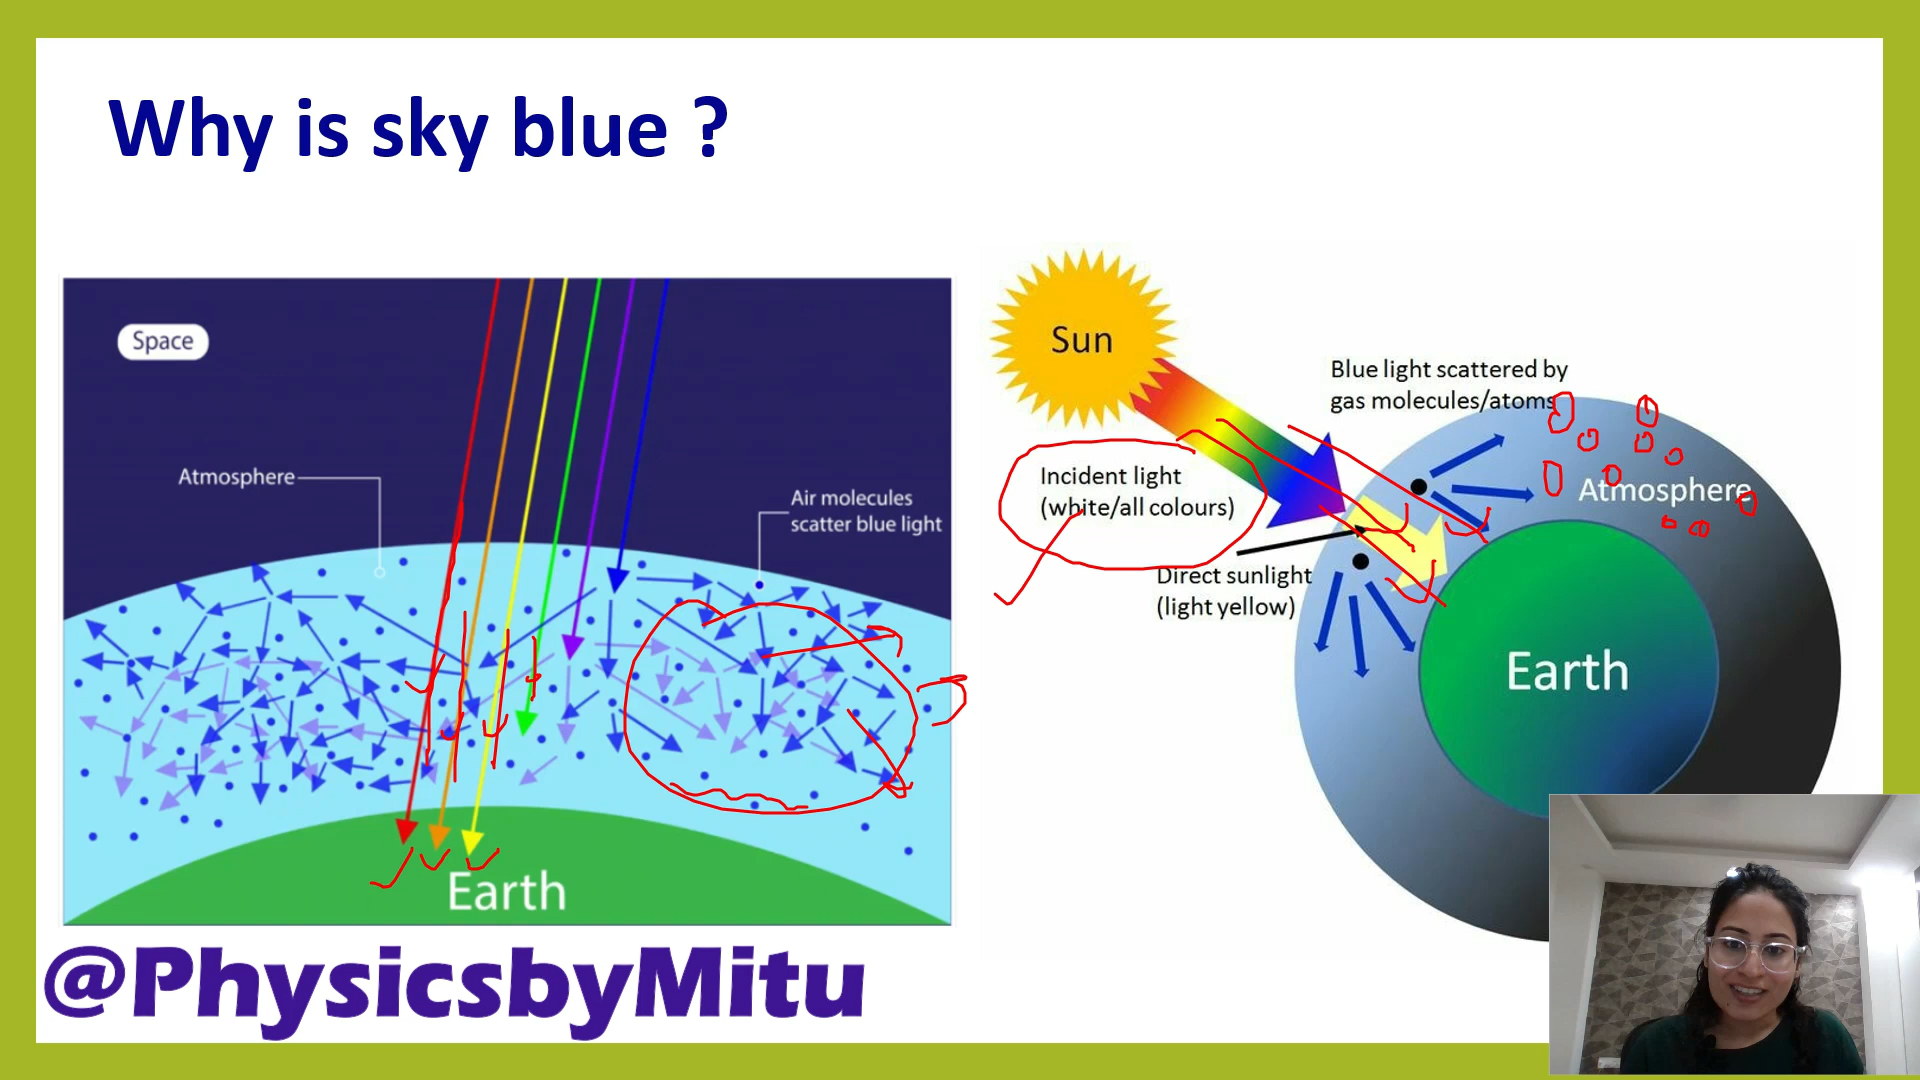 Why is sky blue ?
Space
Atmosphere
Air molecules
scatter blue light
Earth
Sun
Blue light scattered by
gas molecules/atoms
Incident light
(white/all colours)
Atmosphere
Direct sunlight
(light yellow)
Earth
@PhysicsbyMitu